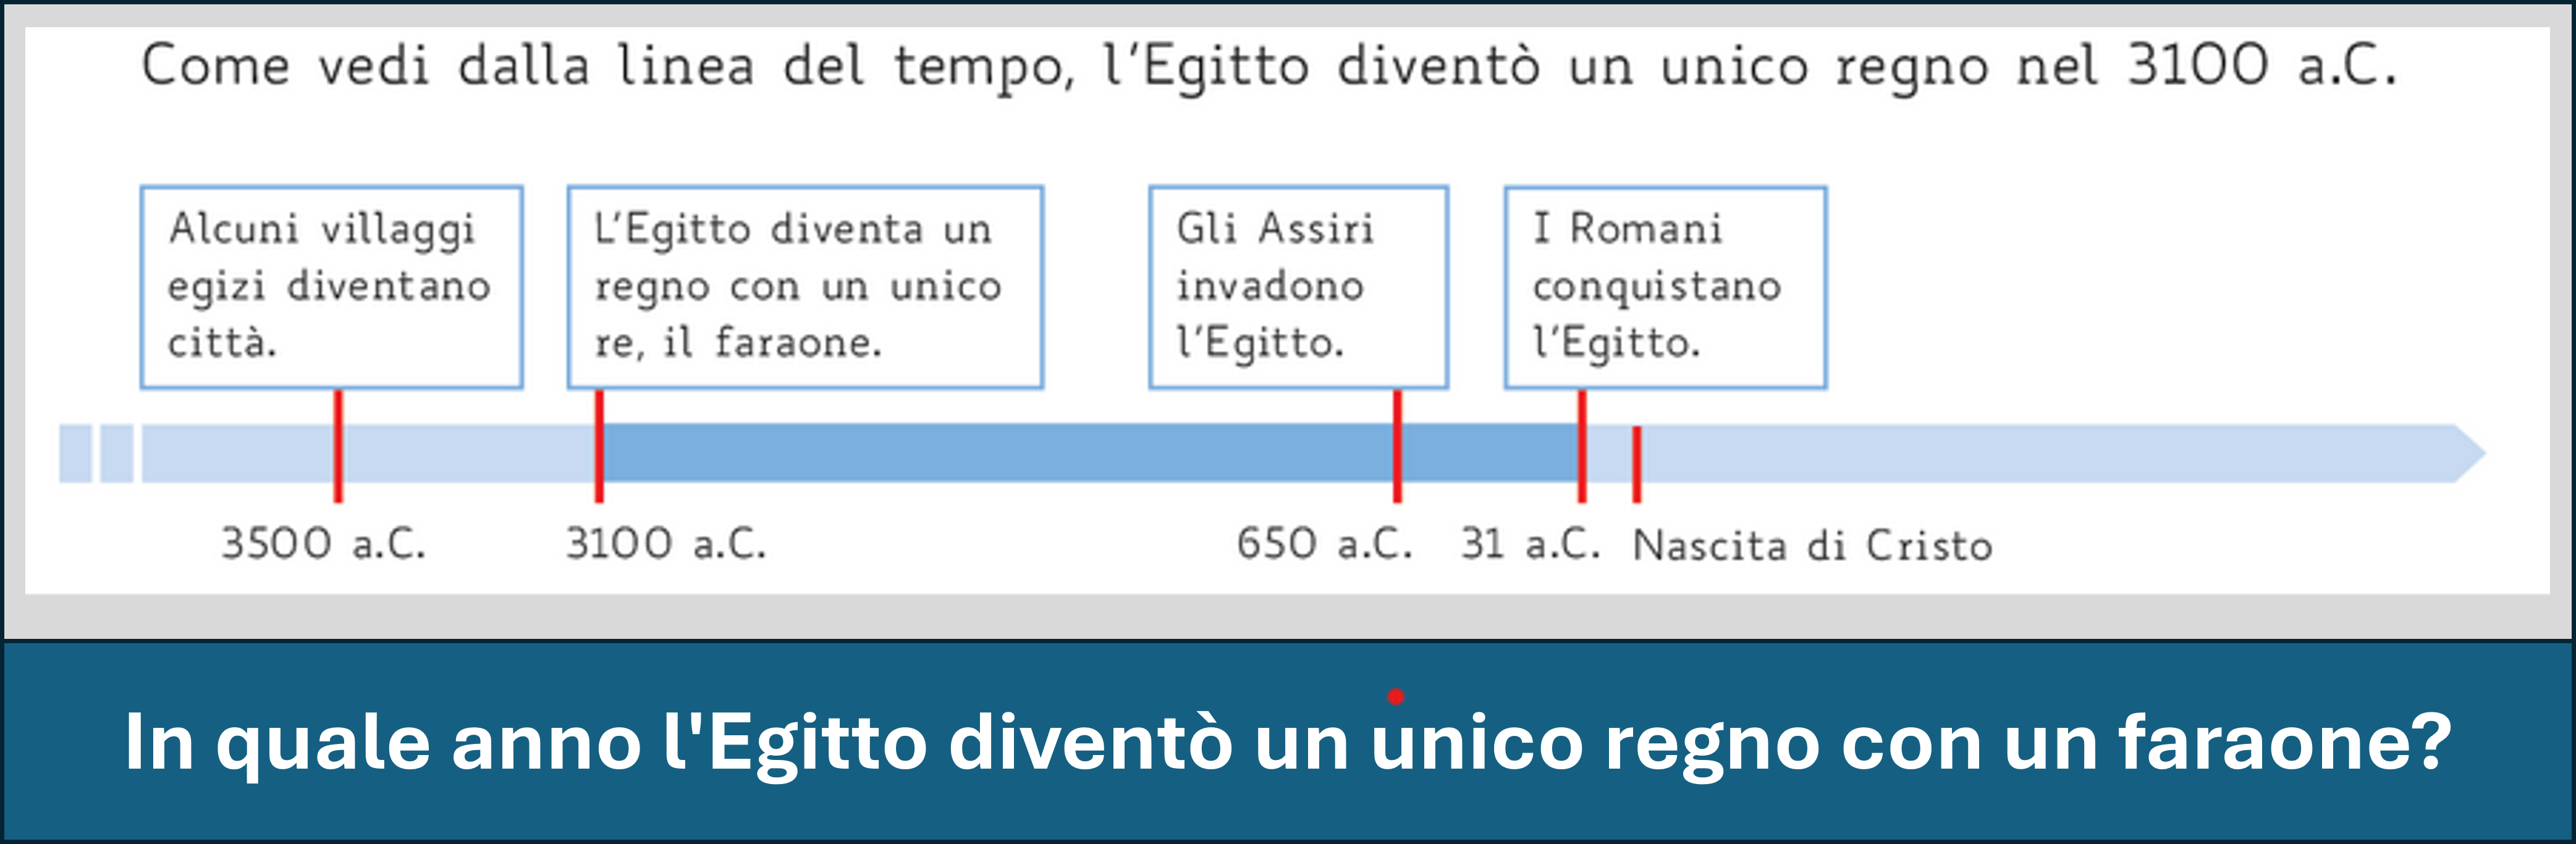 Come vedi dalla linea del tempo, l'Egitto diventò un unico regno nel 3100 a.C.
Alcuni villaggi
egizi diventano
città.
L'Egitto diventa un
regno con un unico
re, il faraone.
Gli Assiri
invadono
l'Egitto.
I Romani
conquistano
l'Egitto.
3500 a.C.
3100 a.C.
650 a.C.
31 a.C.
Nascita di Cristo
In quale anno l'Egitto diventò un unico regno con un faraone?